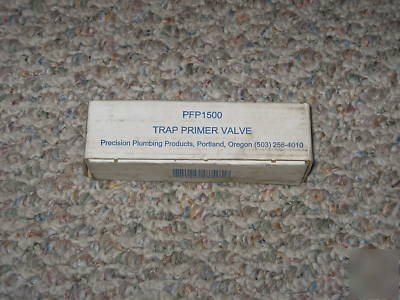 PFP1500
TRAP PRIMER VALVE
Precision Plumbing Products, Portland, Oregon (503) 256-4010